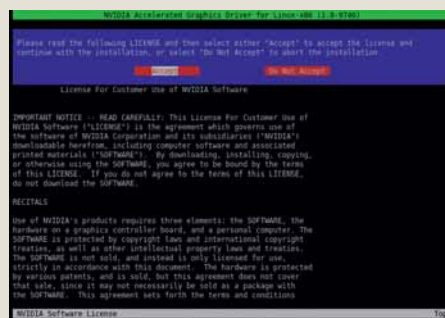 NVIDIA Accelerated Graphics Driver for Linux-x86 (1.0-9746)
Please read the following LICENSE and then select either "Accept" to accept the license and
continue with the installation, or select "Do Not Accept" to abort the installation.
Accept Do Not Accept
License For Customer Use of NVIDIA Software
IMPORTANT NOTICE -- READ CAREFULLY: This License For Customer Use of
NVIDIA Software ("LICENSE") is the agreement which governs use of
the software of NVIDIA Corporation and its subsidiaries ("NVIDIA")
downloadable herefrom, including computer software and associated
printed materials ("SOFTWARE"). By downloading, installing, copying,
or otherwise using the SOFTWARE, you agree to be bound by the terms
of this LICENSE. If you do not agree to the terms of this LICENSE,
do not download the SOFTWARE.
RECITALS
Use of NVIDIA's products requires three elements: the SOFTWARE, the
hardware on a graphics controller board, and a personal computer. The
SOFTWARE is protected by copyright laws and international copyright
treaties, as well as other intellectual property laws and treaties.
The SOFTWARE is not sold, and instead is only licensed for use,
strictly in accordance with this document. The hardware is protected
by various patents, and is sold, but this agreement does not cover
that sale, since it may not necessarily be sold as a package with
the SOFTWARE. This agreement sets forth the terms and conditions
NVIDIA Software License Top